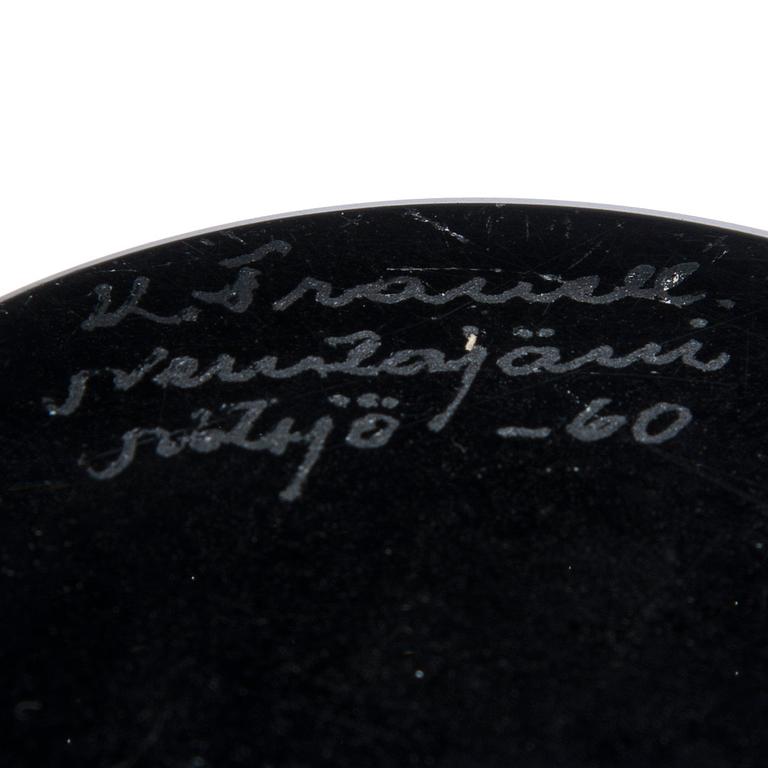 K. Franck.
nuutajärvi
notsjö -60